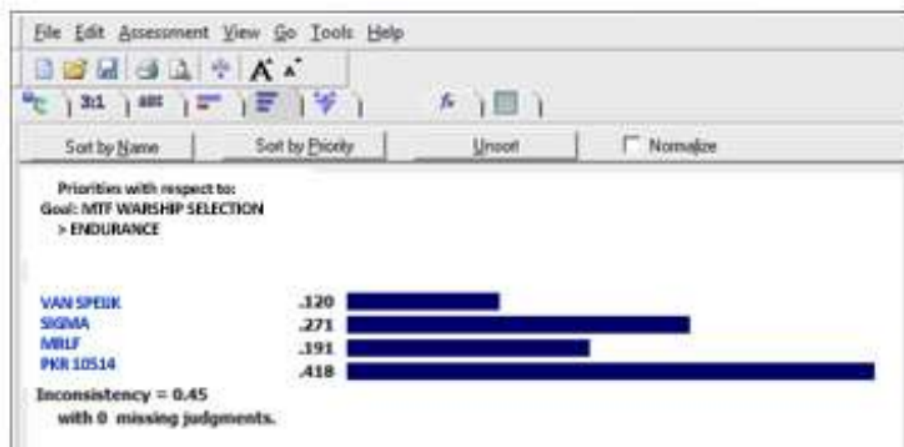 File Edit Assessment View Go Tools Help
3:1 ABC
Sort by Name Sort by Priority Unsort Normalize
Priorities with respect to:
Goal: MTF WARSHIP SELECTION
> ENDURANCE
VAN SPEIJK .120
SIGMA .271
MRLF .191
PKR 10514 .418
Inconsistency = 0.45
with 0 missing judgments.